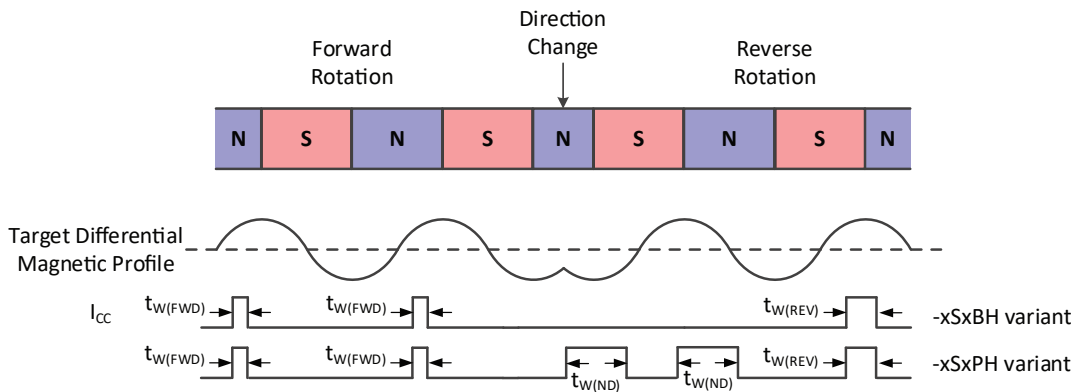 Direction
Change
Forward
Rotation
Reverse
Rotation
N S N S N S N S N
Target Differential
Magnetic Profile
I_CC t_W(FWD) t_W(FWD) t_W(REV) -xSxBH variant
t_W(FWD) t_W(FWD) t_W(REV) -xSxPH variant
t_W(ND) t_W(ND)